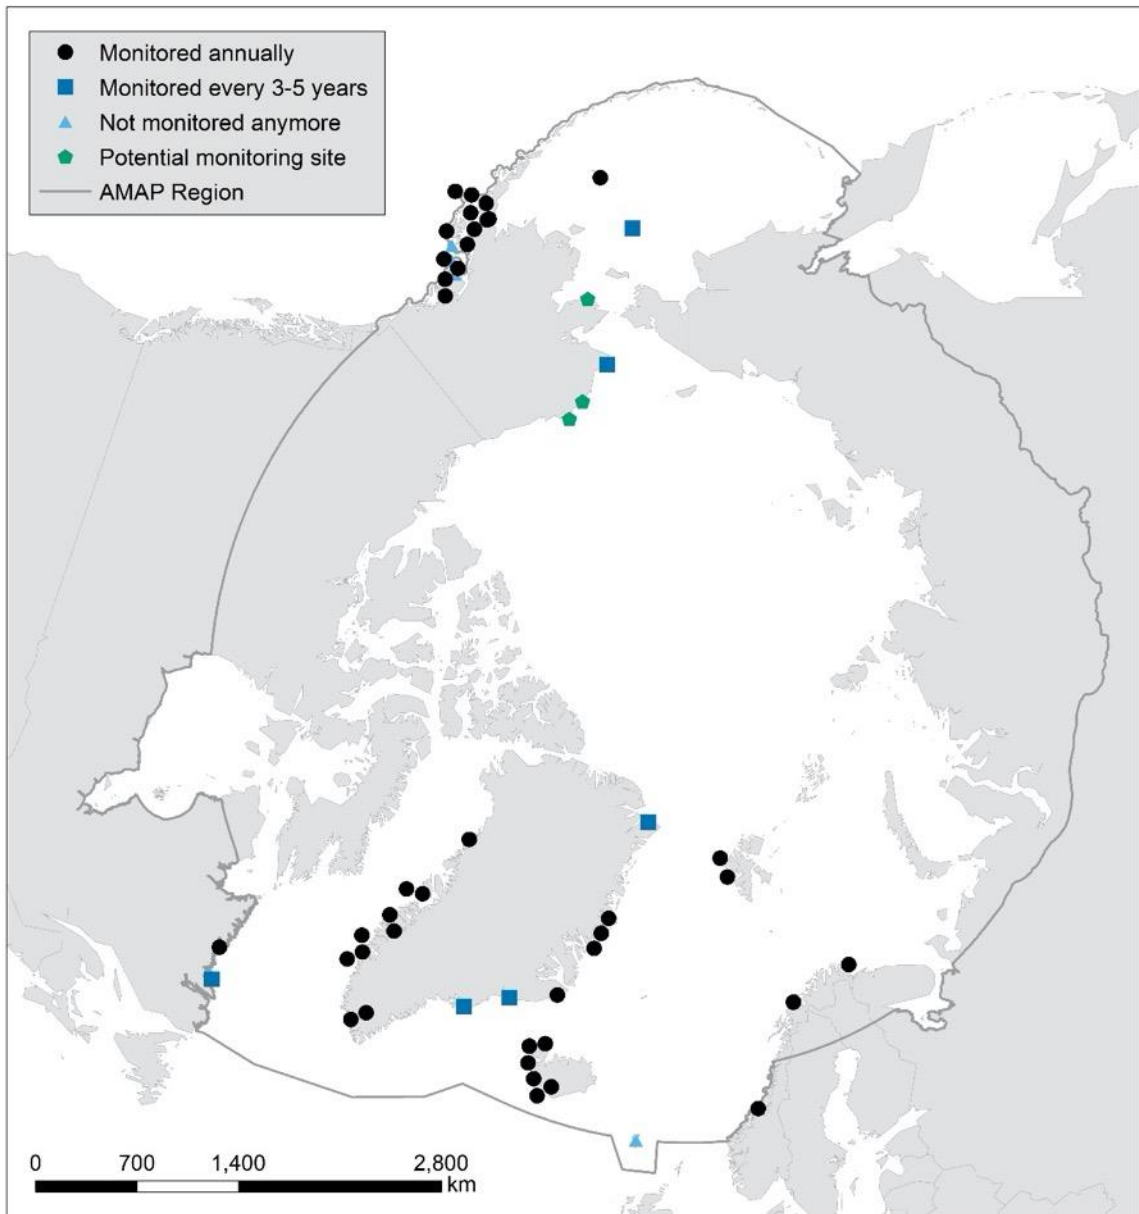 Monitored annually
Monitored every 3-5 years
Not monitored anymore
Potential monitoring site
AMAP Region
0 700 1,400 2,800
km